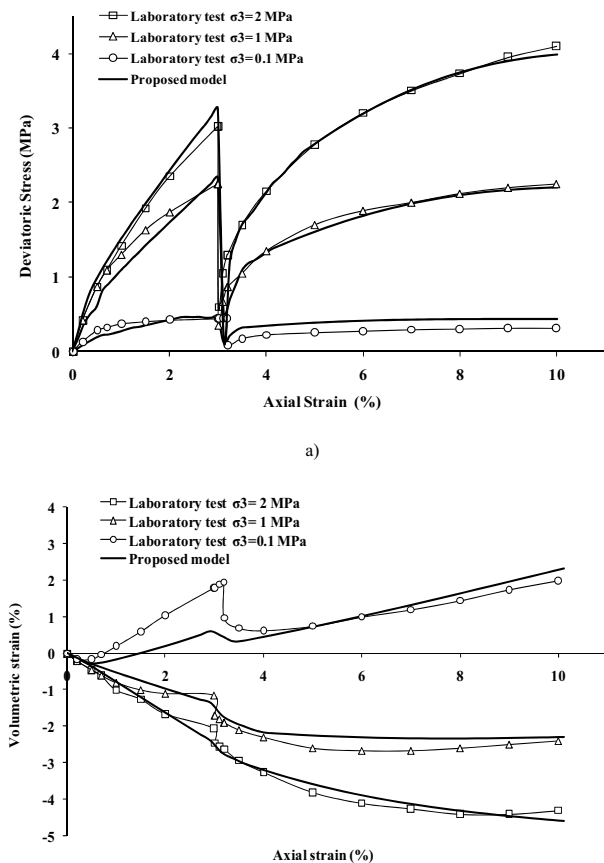 Laboratory test σ3= 2 MPa
Laboratory test σ3= 1 MPa
Laboratory test σ3= 0.1 MPa
Proposed model
Deviatoric Stress (MPa)
4
3
2
1
0
0 2 4 6 8 10
Axial Strain (%)
a)
Laboratory test σ3= 2 MPa
Laboratory test σ3= 1 MPa
Laboratory test σ3=0.1 MPa
Proposed model
Volumetric strain (%)
4
3
2
1
0
0 2 4 6 8 10
-1
-2
-3
-4
-5
Axial strain (%)